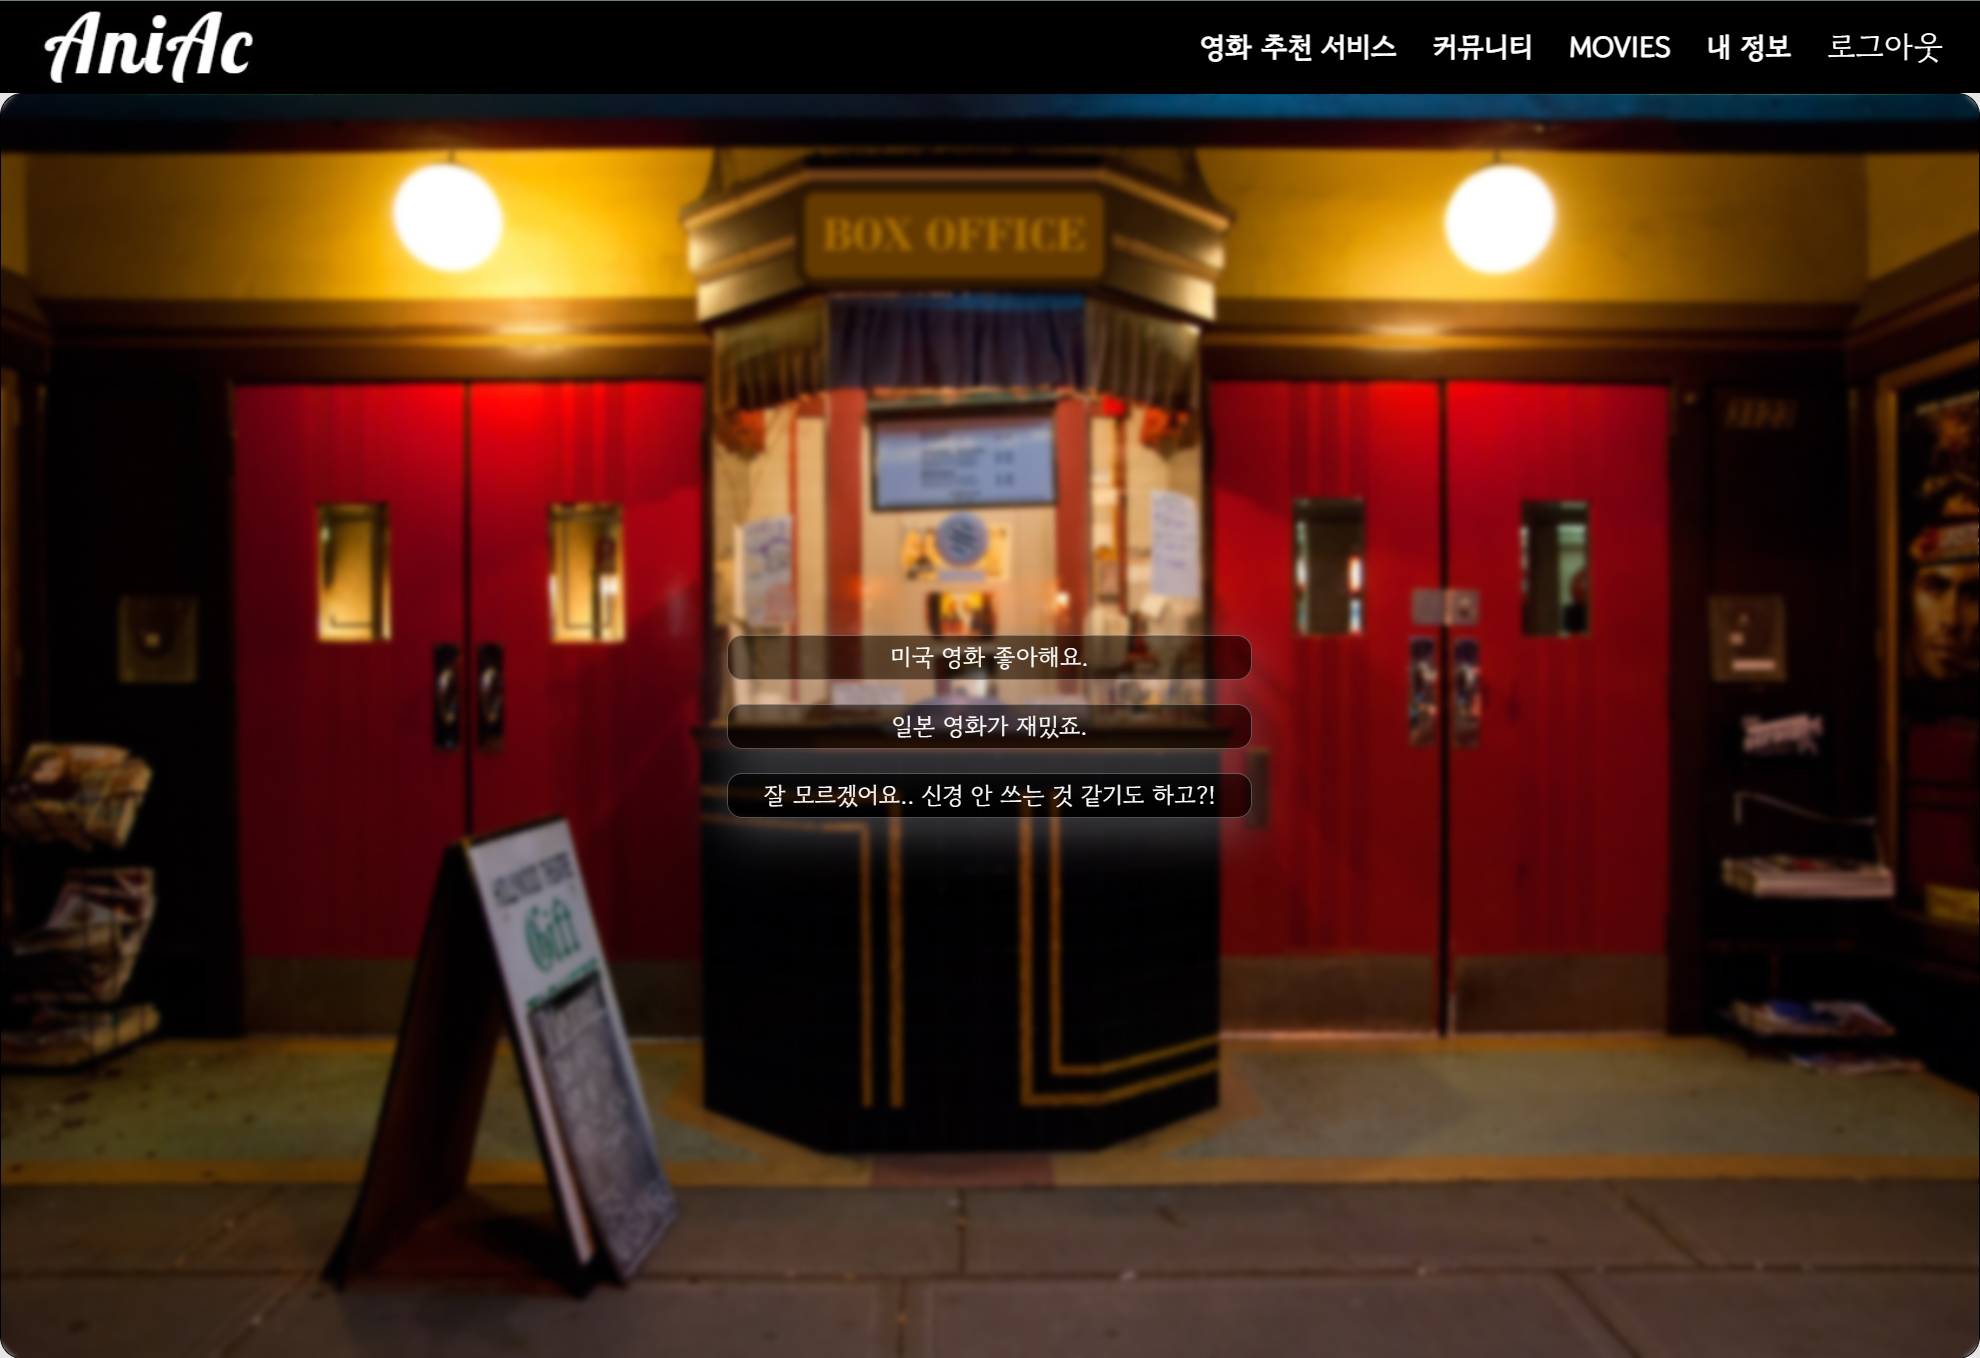 AniAc
영화 추천 서비스 커뮤니티 MOVIES 내 정보 로그아웃
BOX OFFICE
미국 영화 좋아해요.
일본 영화가 재밌죠.
잘 모르겠어요.. 신경 안 쓰는 것 같기도 하고?!
Gift